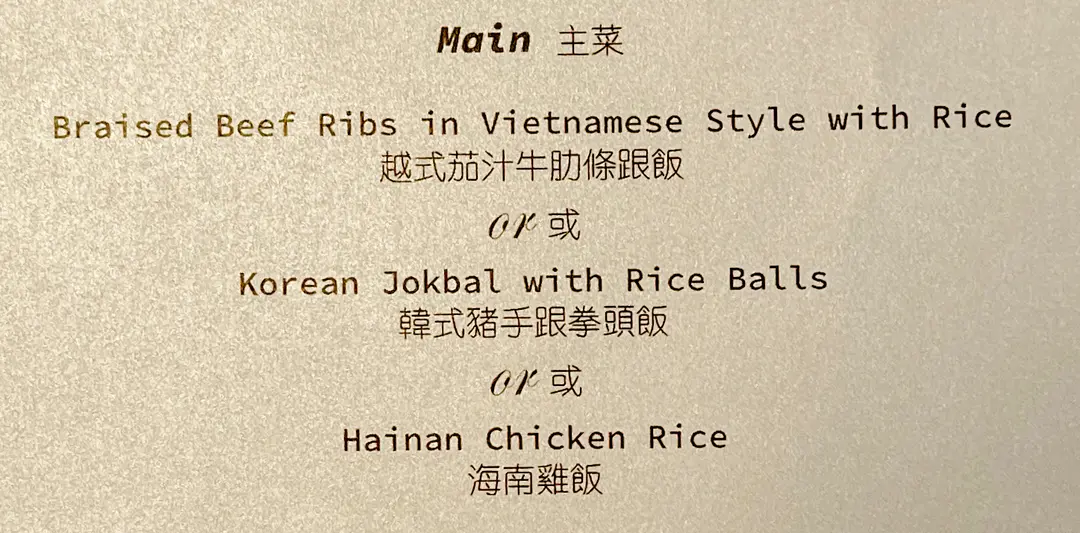 Main 主菜
Braised Beef Ribs in Vietnamese Style with Rice
越式茄汁牛肋條跟飯
or 或
Korean Jokbal with Rice Balls
韓式豬手跟拳頭飯
or 或
Hainan Chicken Rice
海南雞飯